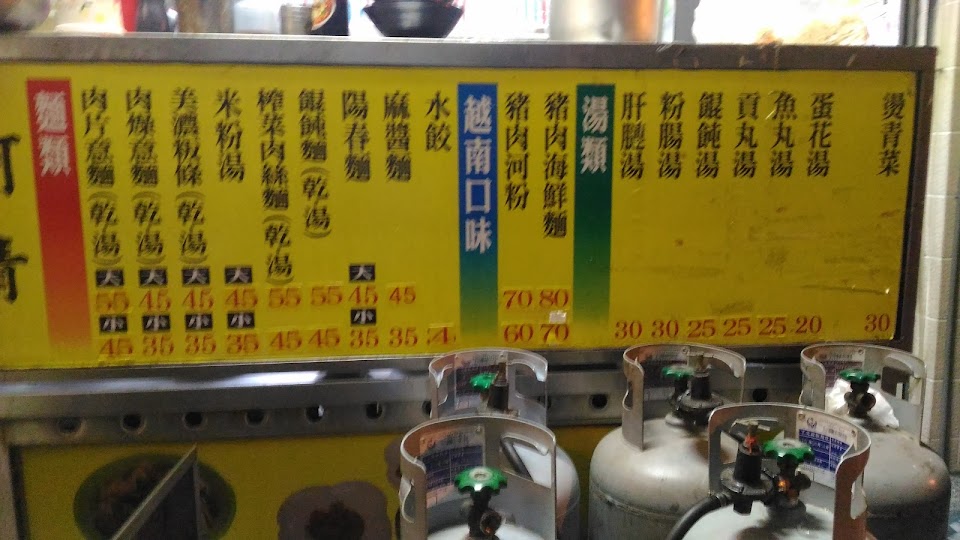 麵類
肉片意麵(乾湯) 大 55 小 45
肉燥意麵(乾湯) 大 45 小 35
美濃粄條(乾湯) 大 45 小 35
米粉湯 大 45 小 35
榨菜肉絲麵(乾湯) 55 45
餛飩麵(乾湯) 55 45
陽春麵 大 45 小 35
麻醬麵 45 35
水餃 4
越南口味
豬肉河粉 70 60
豬肉海鮮麵 80 70
湯類
肝腱湯 30
粉腸湯 30
餛飩湯 25
貢丸湯 25
魚丸湯 25
蛋花湯 20
燙青菜 30